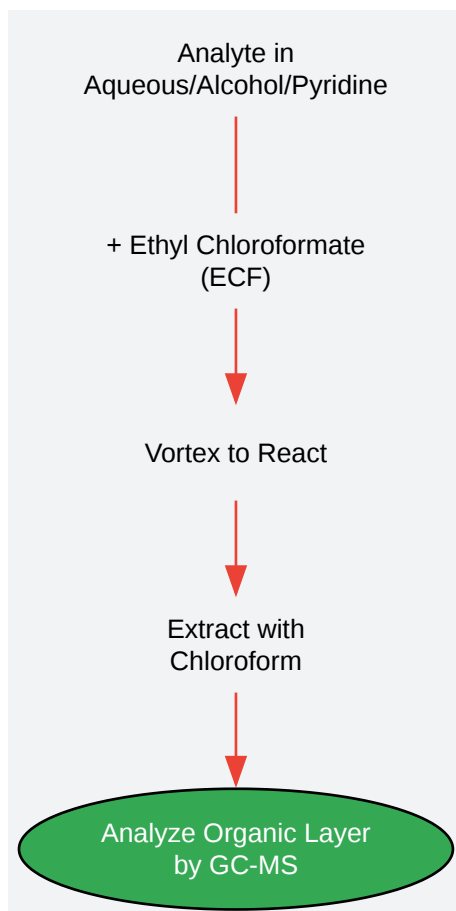 Analyte in
Aqueous/Alcohol/Pyridine
+ Ethyl Chloroformate
(ECF)
Vortex to React
Extract with
Chloroform
Analyze Organic Layer
by GC-MS